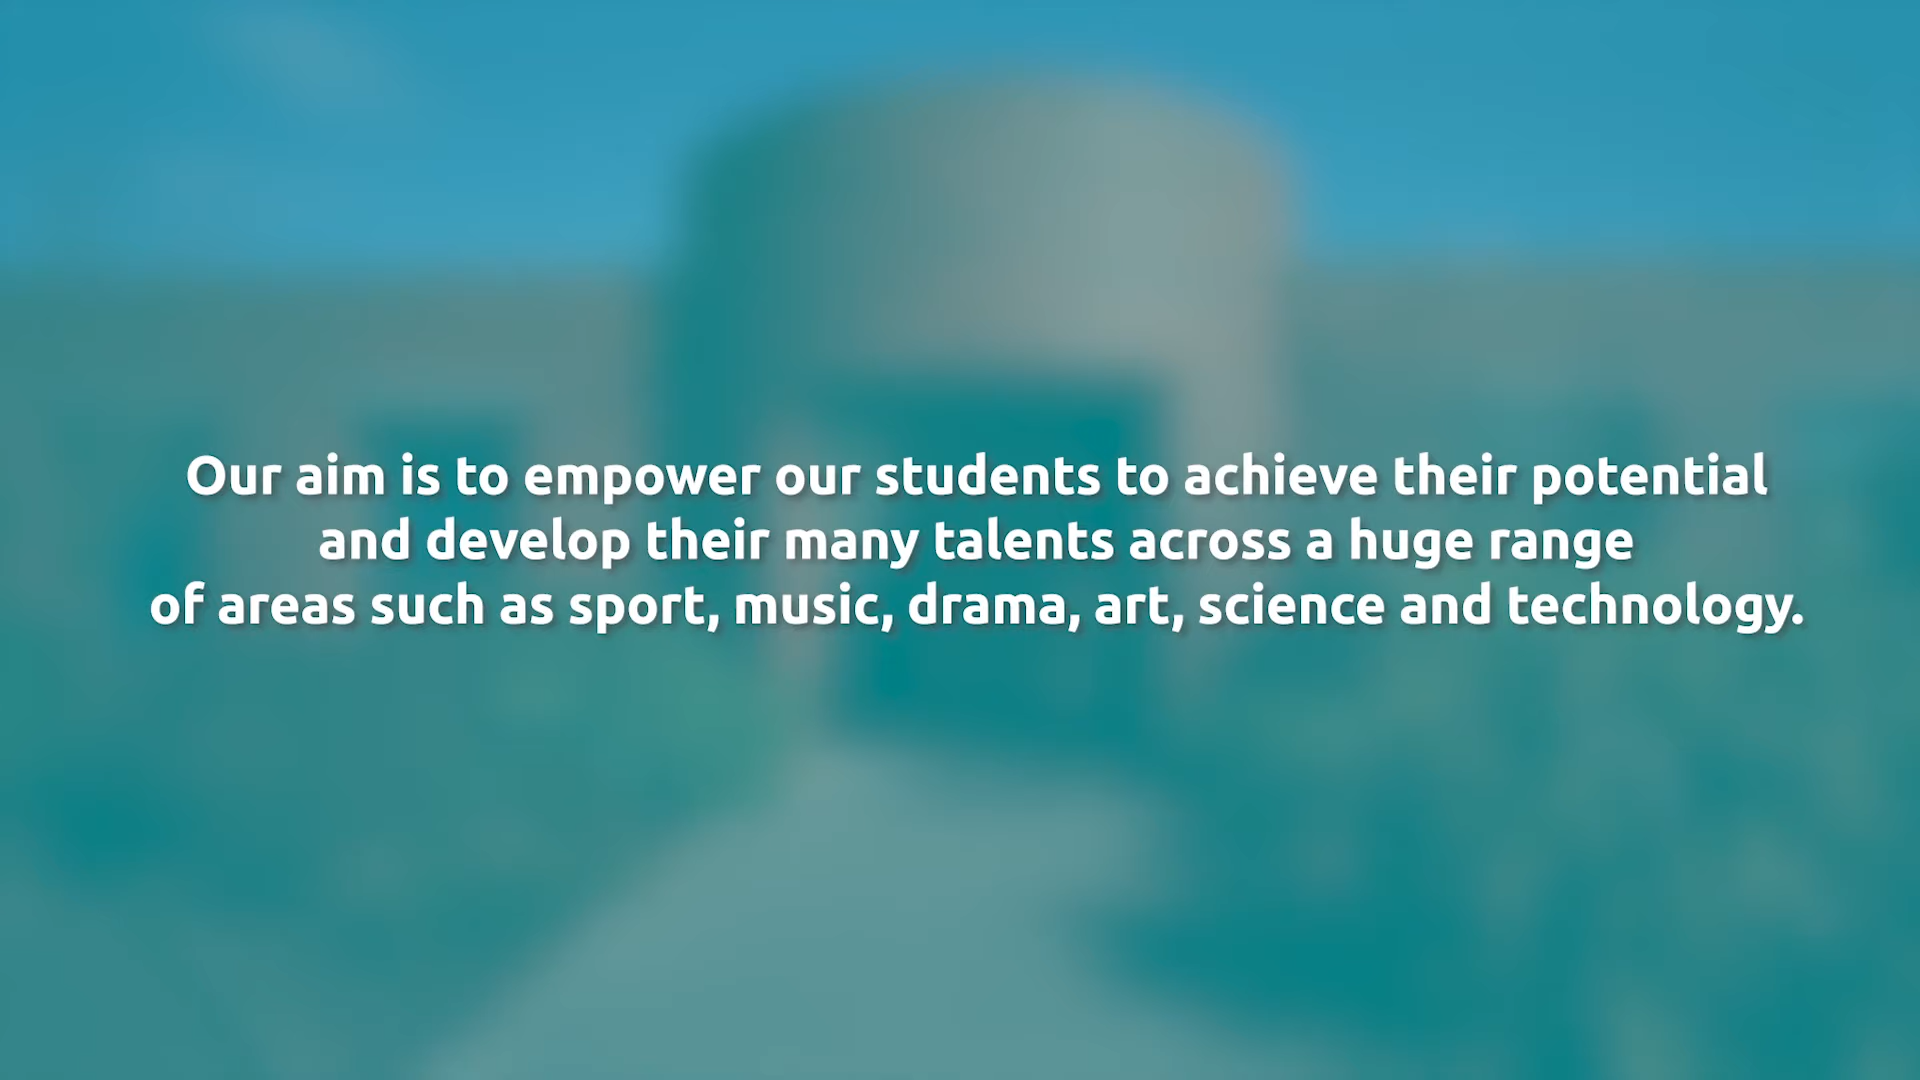 Our aim is to empower our students to achieve their potential
and develop their many talents across a huge range
of areas such as sport, music, drama, art, science and technology.